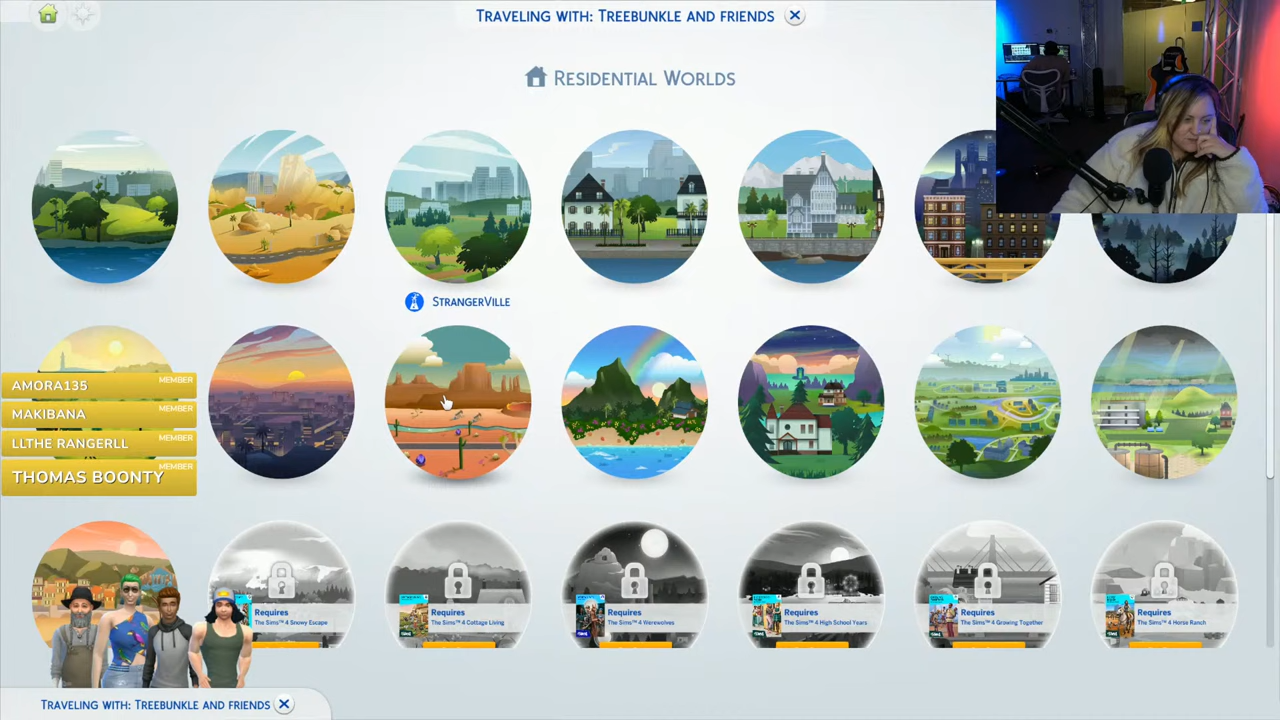 TRAVELING WITH: TREEBUNKLE AND FRIENDS
RESIDENTIAL WORLDS
STRANGERVILLE
AMORA135 MEMBER
MAKIBANA MEMBER
LLTHE RANGERLL MEMBER
THOMAS BOONTY MEMBER
Requires
The Sims™ 4 Snowy Escape
Requires
The Sims™ 4 Cottage Living
Requires
The Sims™ 4 Werewolves
Requires
The Sims™ 4 High School Years
Requires
The Sims™ 4 Growing Together
Requires
The Sims™ 4 Horse Ranch
TRAVELING WITH: TREEBUNKLE AND FRIENDS